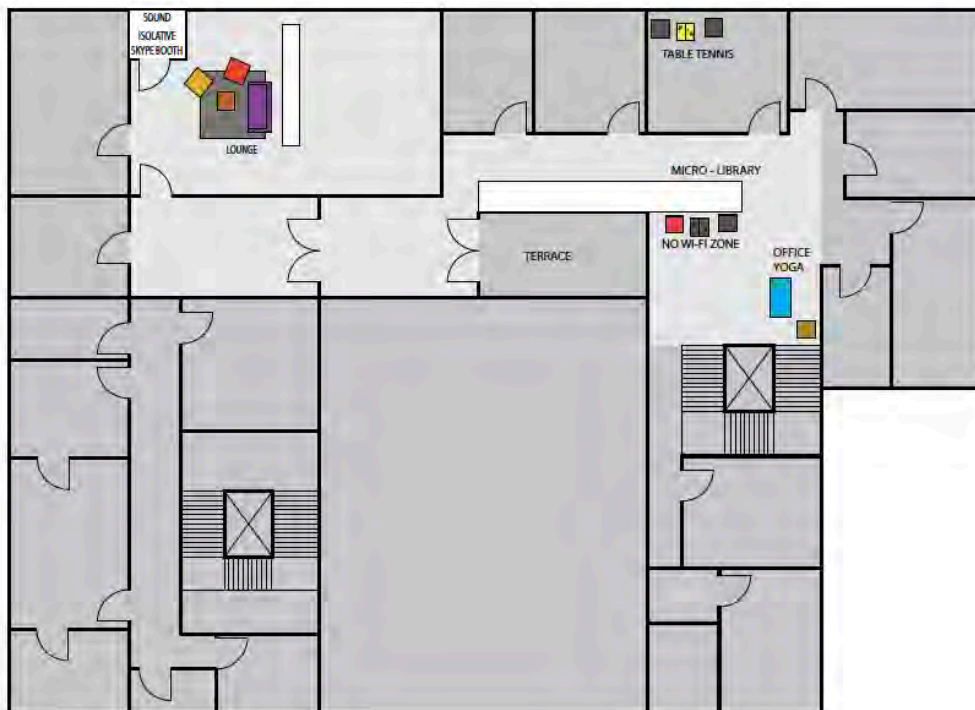 SOUND
ISOLATIVE
SKYPE BOOTH
TABLE TENNIS
LOUNGE
MICRO - LIBRARY
NO WI-FI ZONE
TERRACE
OFFICE
YOGA